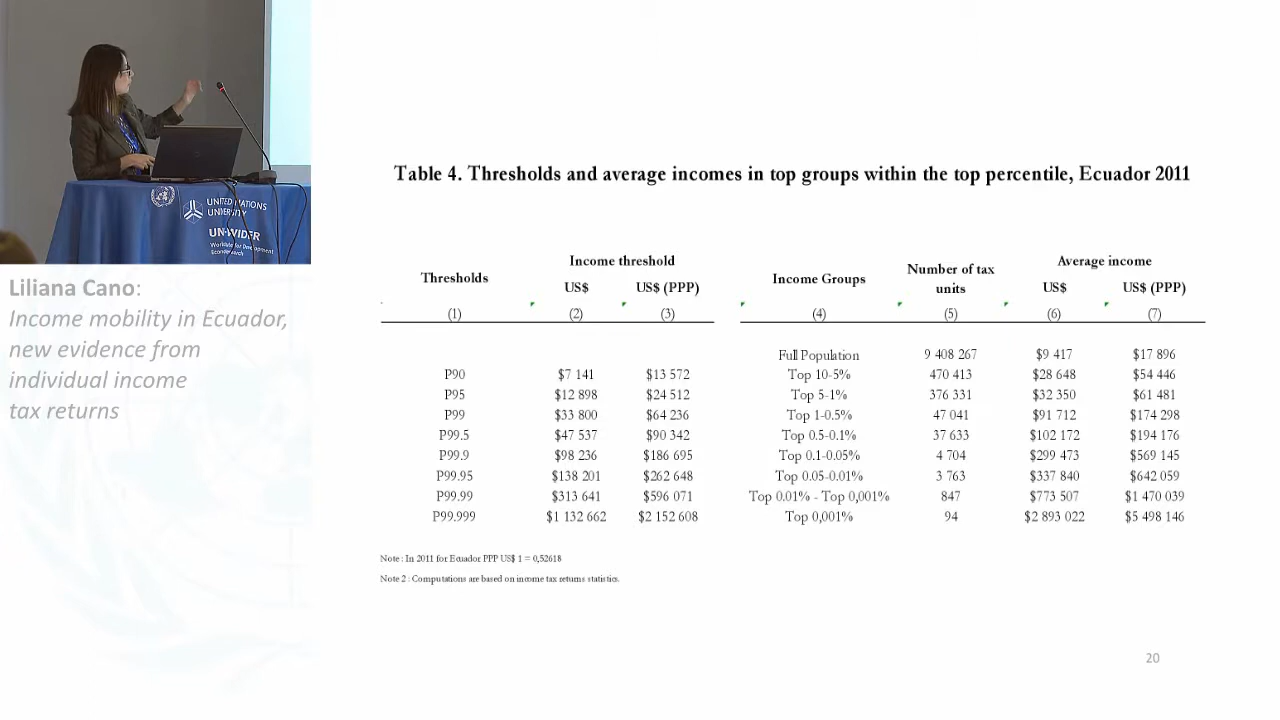 UNITED NATIONS
UNIVERSITY
UNU-WIDER
World Institute for Development
Economics Research
Liliana Cano:
Income mobility in Ecuador,
new evidence from
individual income
tax returns
Table 4. Thresholds and average incomes in top groups within the top percentile, Ecuador 2011
Thresholds Income threshold Income Groups Number of tax units Average income
US$ US$ (PPP) US$ US$ (PPP)
(1) (2) (3) (4) (5) (6) (7)
Full Population 9 408 267 $9 417 $17 896
P90 $7 141 $13 572 Top 10-5% 470 413 $28 648 $54 446
P95 $12 898 $24 512 Top 5-1% 376 331 $32 350 $61 481
P99 $33 800 $64 236 Top 1-0.5% 47 041 $91 712 $174 298
P99.5 $47 537 $90 342 Top 0.5-0.1% 37 633 $102 172 $194 176
P99.9 $98 236 $186 695 Top 0.1-0.05% 4 704 $299 473 $569 145
P99.95 $138 201 $262 648 Top 0.05-0.01% 3 763 $337 840 $642 059
P99.99 $313 641 $596 071 Top 0.01% - Top 0,001% 847 $773 507 $1 470 039
P99.999 $1 132 662 $2 152 608 Top 0,001% 94 $2 893 022 $5 498 146
Note : In 2011 for Ecuador PPP US$ 1 = 0,52618
Note 2 : Computations are based on income tax returns statistics.
20